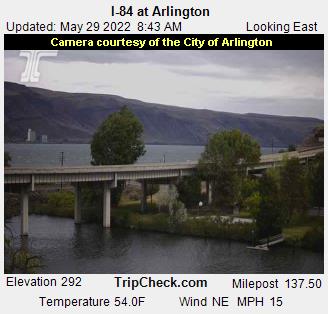 I-84 at Arlington
Updated: May 29 2022 8:43 AM Looking East
Camera courtesy of the City of Arlington
Elevation 292 TripCheck.com Milepost 137.50
Temperature 54.0F Wind NE MPH 15